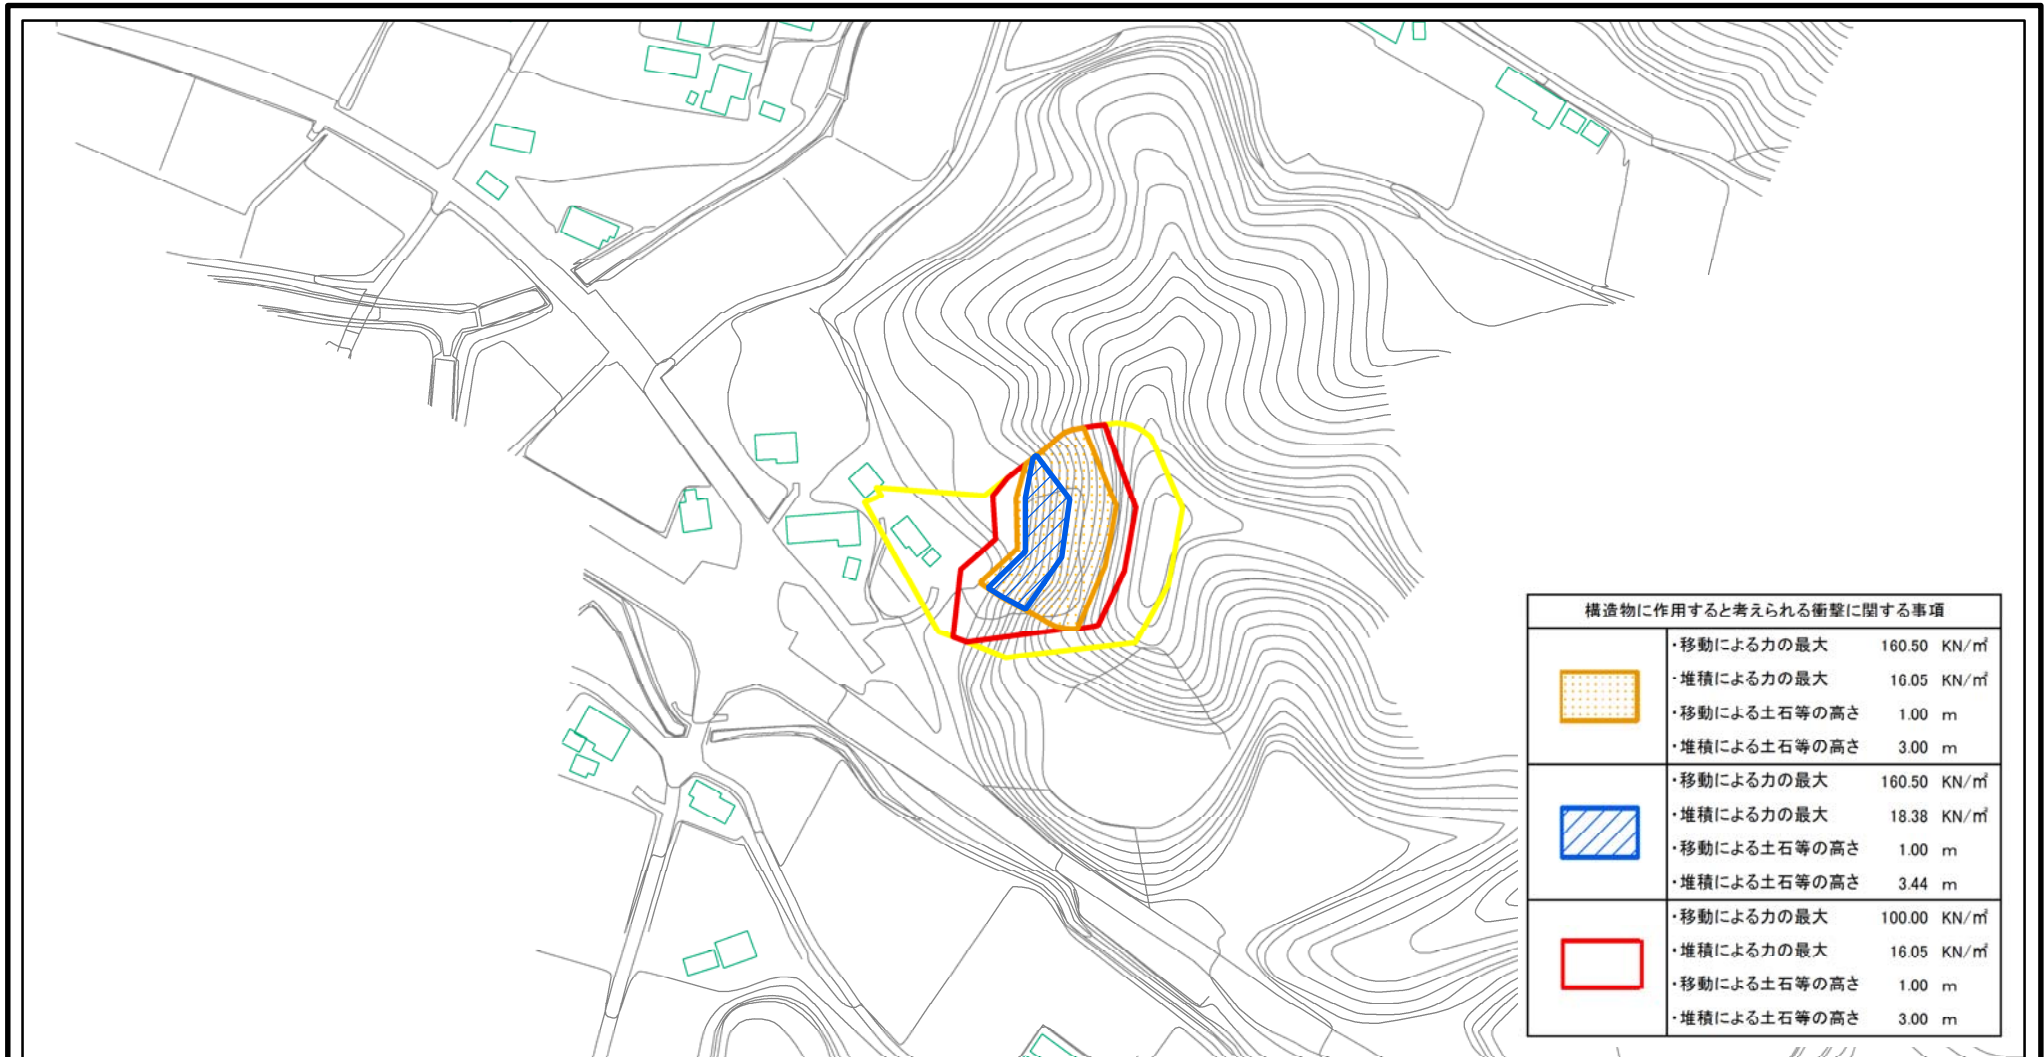 構造物に作用すると考えられる衝撃に関する事項
・移動による力の最大 160.50 KN/㎡
・堆積による力の最大 16.05 KN/㎡
・移動による土石等の高さ 1.00 m
・堆積による土石等の高さ 3.00 m
・移動による力の最大 160.50 KN/㎡
・堆積による力の最大 18.38 KN/㎡
・移動による土石等の高さ 1.00 m
・堆積による土石等の高さ 3.44 m
・移動による力の最大 100.00 KN/㎡
・堆積による力の最大 16.05 KN/㎡
・移動による土石等の高さ 1.00 m
・堆積による土石等の高さ 3.00 m